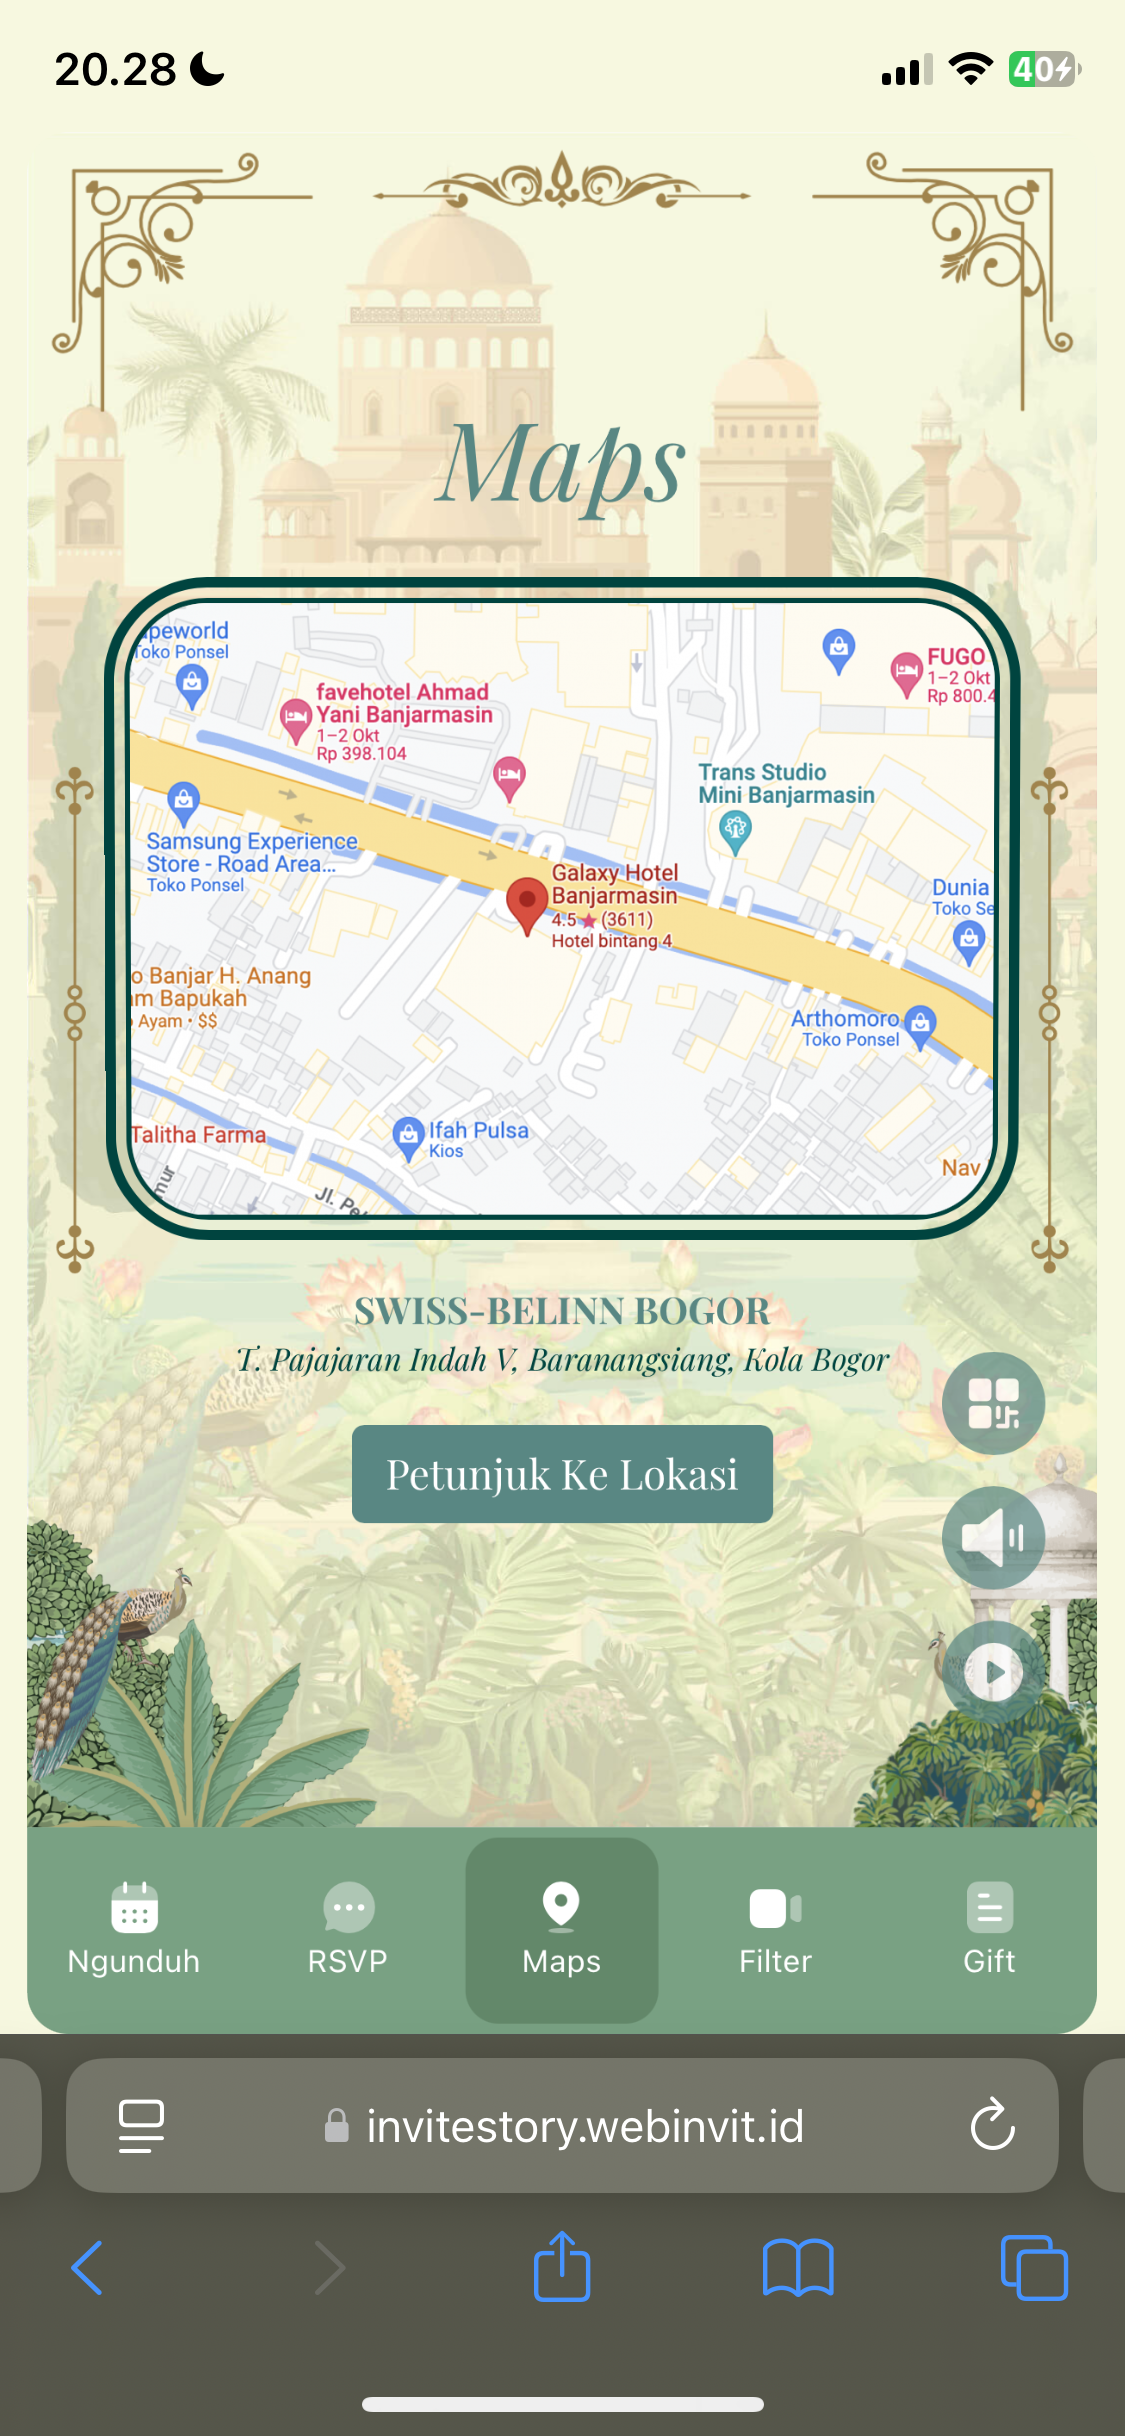 20.28
40
Maps
apeworld
Toko Ponsel
favehotel Ahmad
Yani Banjarmasin
1–2 Okt
Rp 398.104
FUGO
1–2 Okt
Rp 800.4
Trans Studio
Mini Banjarmasin
Samsung Experience
Store - Road Area...
Toko Ponsel
Galaxy Hotel
Banjarmasin
4.5 ★ (3611)
Hotel bintang 4
Dunia
Toko Se
o Banjar H. Anang
m Bapukah
Ayam • $$
Arthomoro
Toko Ponsel
Talitha Farma
Ifah Pulsa
Kios
Nav
mur
Jl. Pe
SWISS-BELINN BOGOR
T. Pajajaran Indah V, Baranangsiang, Kola Bogor
Petunjuk Ke Lokasi
Ngunduh
RSVP
Maps
Filter
Gift
invitestory.webinvit.id